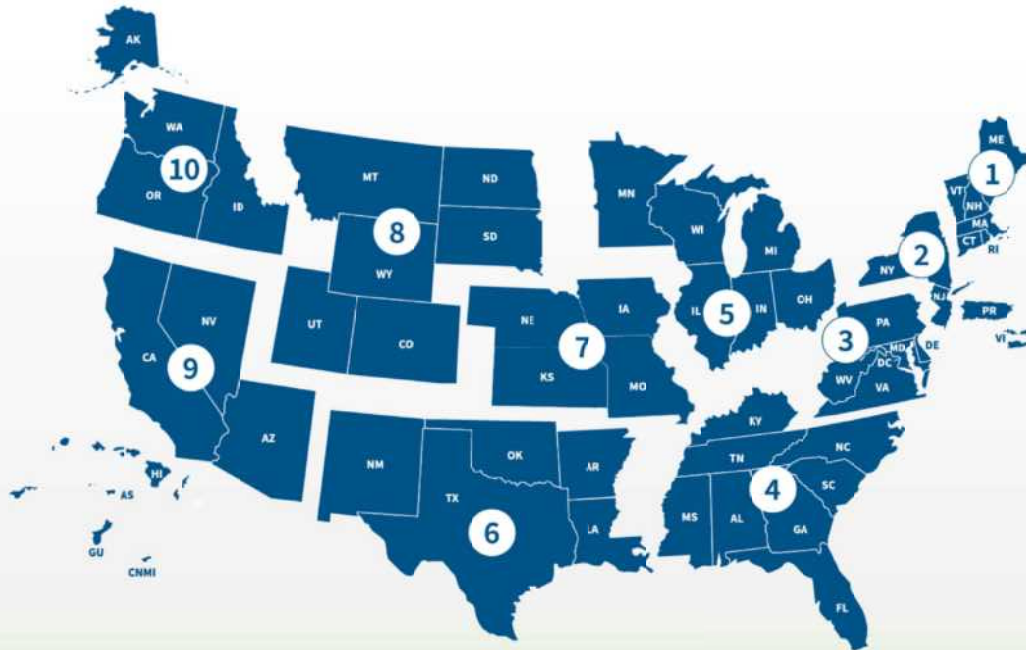 AK
WA
10
OR
ID
MT
ND
8
SD
WY
MN
WI
MI
ME
1
VT
NH
MA
CT
RI
2
NY
NJ
PR
VI
NV
CA
9
UT
CO
NE
IA
7
KS
MO
IL
5
IN
OH
PA
3
MD
DE
DC
WV
VA
AZ
NM
OK
TX
6
AR
LA
KY
TN
NC
4
SC
MS
AL
GA
FL
HI
AS
GU
CNMI